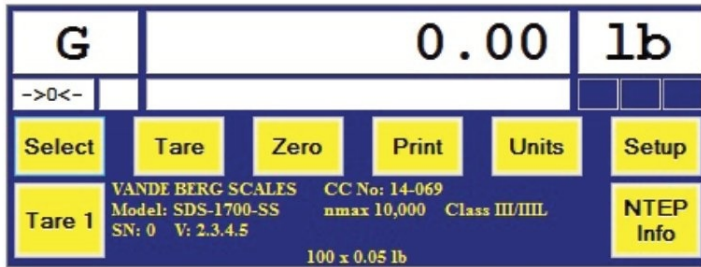 G 0.00 lb
->0<-
Select Tare Zero Print Units Setup
Tare 1
VANDE BERG SCALES CC No: 14-069
Model: SDS-1700-SS nmax 10,000 Class III/IIIL
SN: 0 V: 2.3.4.5
100 x 0.05 lb
NTEP
Info